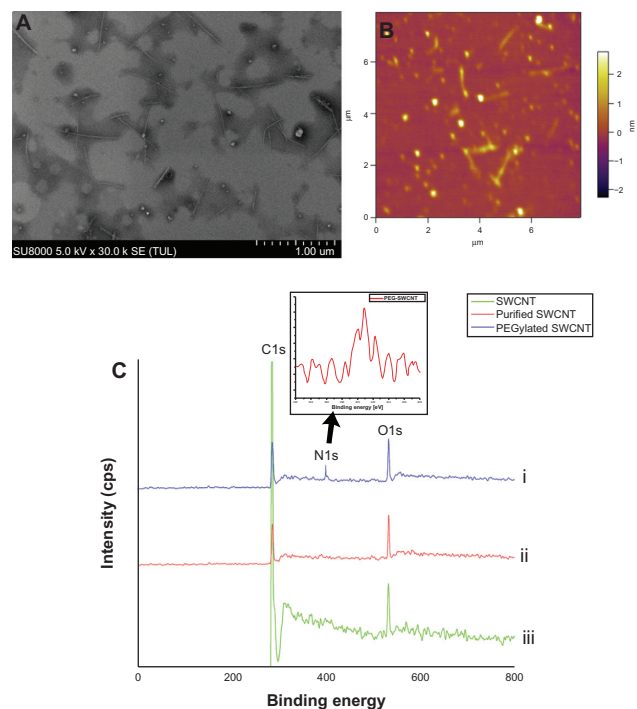 A
SU8000 5.0 kV x 30.0 k SE (TUL)
1.00 um
B
μm
6
4
2
0
0 2 4 6
μm
2
1
0
−1
−2
nm
PEG-SWCNT
Binding energy [eV]
SWCNT
Purified SWCNT
PEGylated SWCNT
C
C1s
N1s
O1s
i
ii
iii
Intensity (cps)
0 200 400 600 800
Binding energy